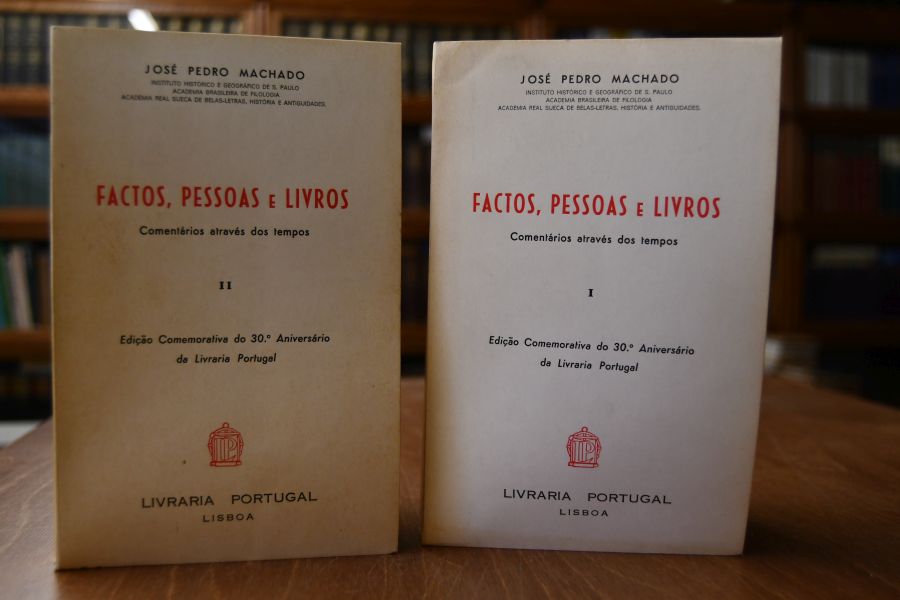 JOSÉ PEDRO MACHADO
INSTITUTO HISTÓRICO E GEOGRÁFICO DE S. PAULO
ACADEMIA BRASILEIRA DE FILOLOGIA
ACADEMIA REAL SUECA DE BELAS-LETRAS, HISTÓRIA E ANTIGUIDADES.
FACTOS, PESSOAS E LIVROS
Comentários através dos tempos
II
Edição Comemorativa do 30.º Aniversário
da Livraria Portugal
LIVRARIA PORTUGAL
LISBOA
JOSÉ PEDRO MACHADO
INSTITUTO HISTÓRICO E GEOGRÁFICO DE S. PAULO
ACADEMIA BRASILEIRA DE FILOLOGIA
ACADEMIA REAL SUECA DE BELAS-LETRAS, HISTÓRIA E ANTIGUIDADES.
FACTOS, PESSOAS E LIVROS
Comentários através dos tempos
I
Edição Comemorativa do 30.º Aniversário
da Livraria Portugal
LIVRARIA PORTUGAL
LISBOA